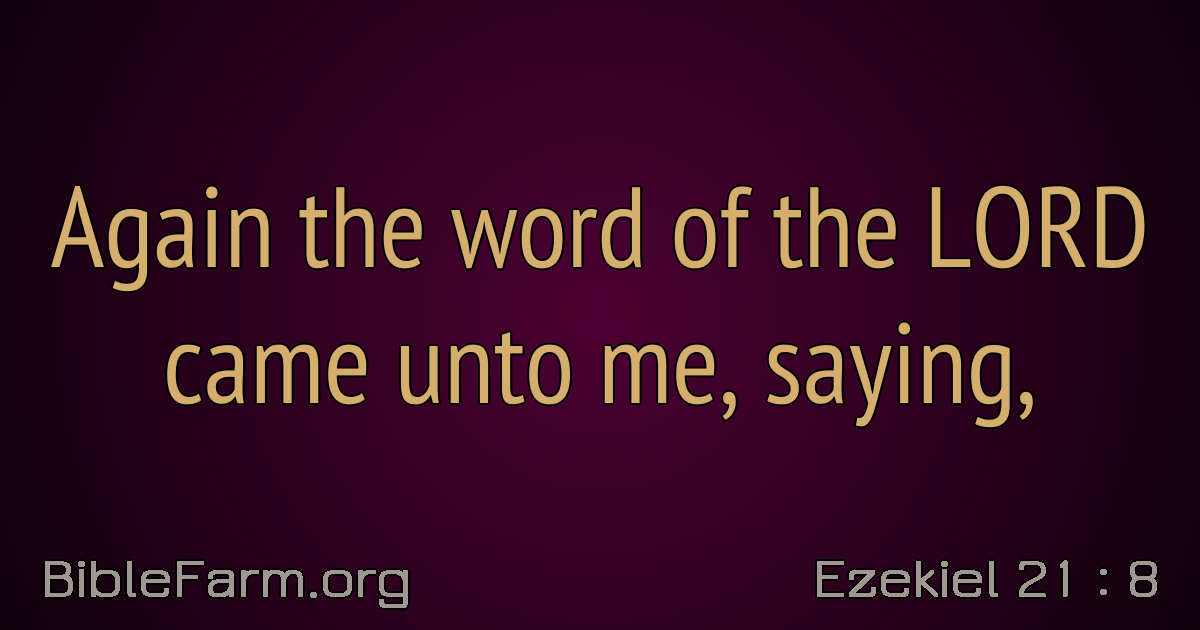 Again the word of the LORD
came unto me, saying,
BibleFarm.org
Ezekiel 21 : 8